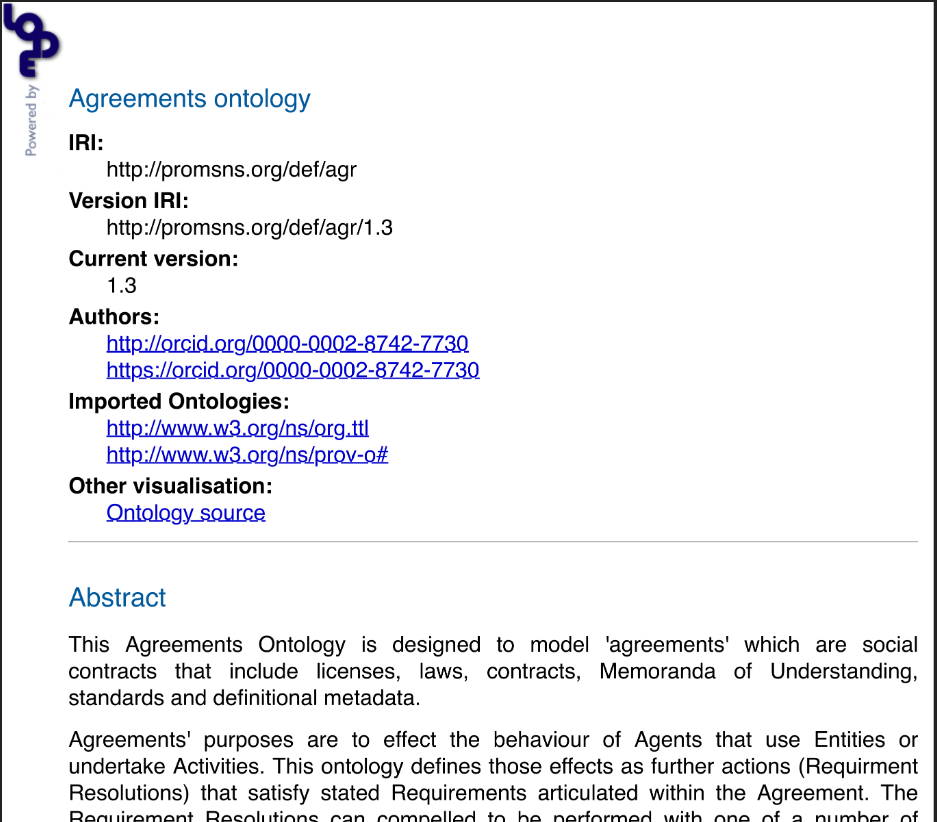 LODE
Powered by
Agreements ontology
IRI:
http://promsns.org/def/agr
Version IRI:
http://promsns.org/def/agr/1.3
Current version:
1.3
Authors:
http://orcid.org/0000-0002-8742-7730
https://orcid.org/0000-0002-8742-7730
Imported Ontologies:
http://www.w3.org/ns/org.ttl
http://www.w3.org/ns/prov-o#
Other visualisation:
Ontology source
Abstract
This Agreements Ontology is designed to model 'agreements' which are social
contracts that include licenses, laws, contracts, Memoranda of Understanding,
standards and definitional metadata.
Agreements' purposes are to effect the behaviour of Agents that use Entities or
undertake Activities. This ontology defines those effects as further actions (Requirment
Resolutions) that satisfy stated Requirements articulated within the Agreement. The
Requirement Resolutions can compelled to be performed with one of a number of